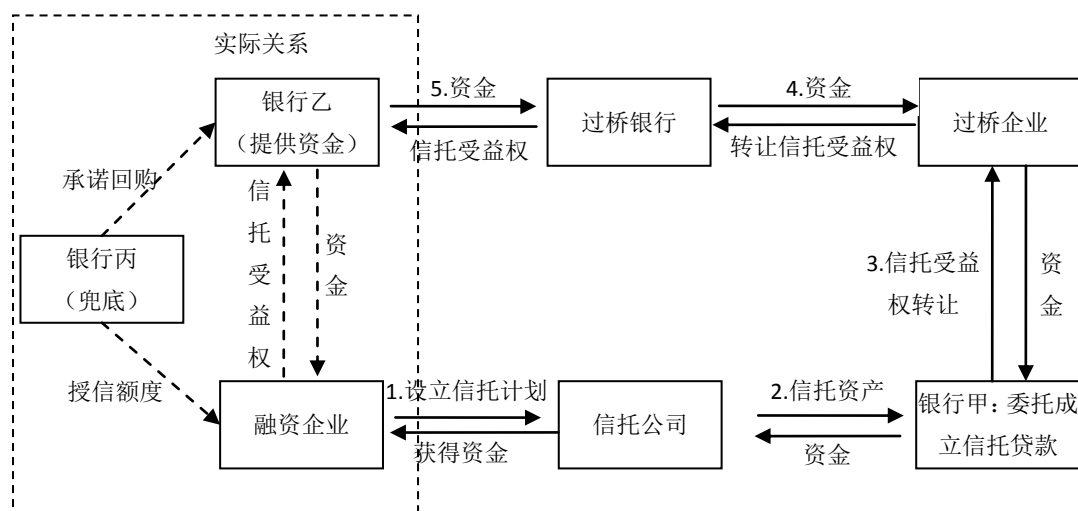 实际关系
银行乙
（提供资金）
5.资金
信托受益权
过桥银行
4.资金
转让信托受益权
过桥企业
承诺回购
信托受益权
资金
银行丙
（兜底）
3.信托受益
权转让
资金
授信额度
融资企业
1.设立信托计划
获得资金
信托公司
2.信托资产
资金
银行甲：委托成
立信托贷款